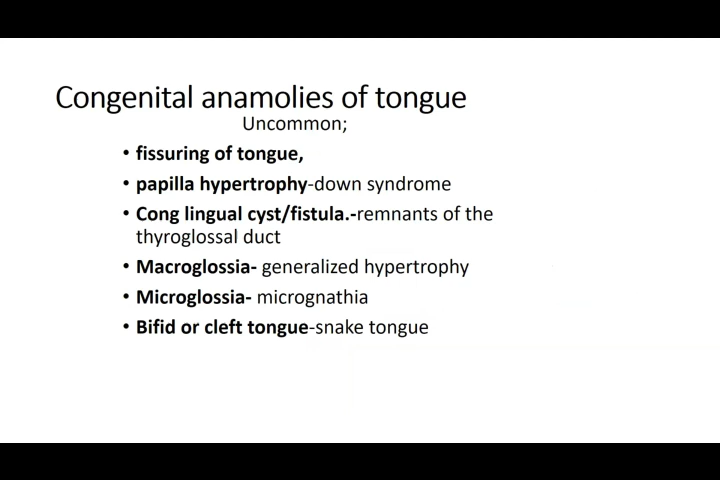 Congenital anamolies of tongue
Uncommon;
• fissuring of tongue,
• papilla hypertrophy-down syndrome
• Cong lingual cyst/fistula.-remnants of the
thyroglossal duct
• Macroglossia- generalized hypertrophy
• Microglossia- micrognathia
• Bifid or cleft tongue-snake tongue